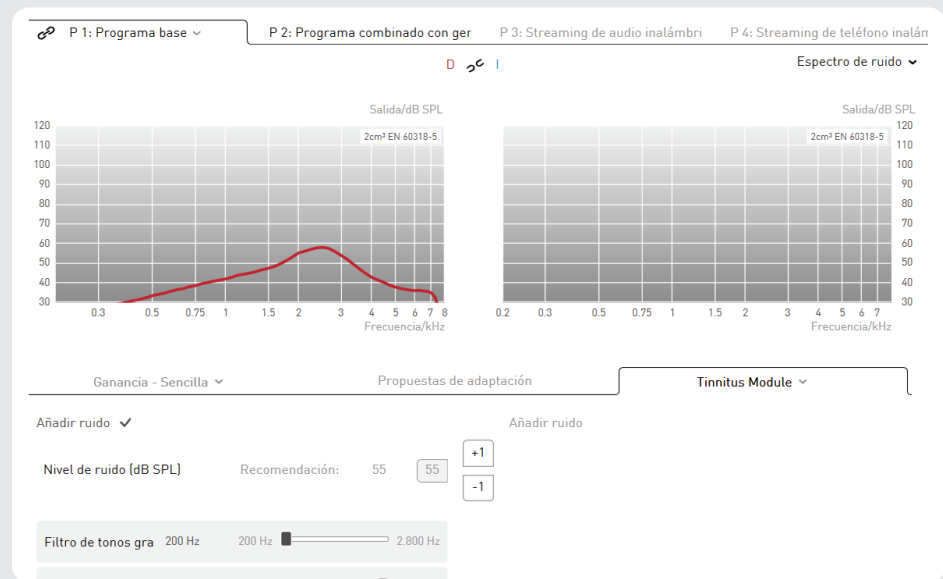 P 1: Programa base
P 2: Programa combinado con ger
P 3: Streaming de audio inalámbri
P 4: Streaming de teléfono
D
I
Espectro de ruido
Salida/dB SPL
2cm³ EN 60318-5
120
110
100
90
80
70
60
50
40
30
0.3 0.5 0.75 1 1.5 2 3 4 5 6 7 8
Frecuencia/kHz
Salida/dB SPL
2cm³ EN 60318-5
120
110
100
90
80
70
60
50
40
30
0.2 0.3 0.5 0.75 1 1.5 2 3 4 5 6 7
Frecuencia/kHz
Ganancia - Sencilla
Propuestas de adaptación
Tinnitus Module
Añadir ruido
Añadir ruido
Nivel de ruido (dB SPL) Recomendación: 55 55
+1
-1
Filtro de tonos gra 200 Hz 200 Hz 2.800 Hz